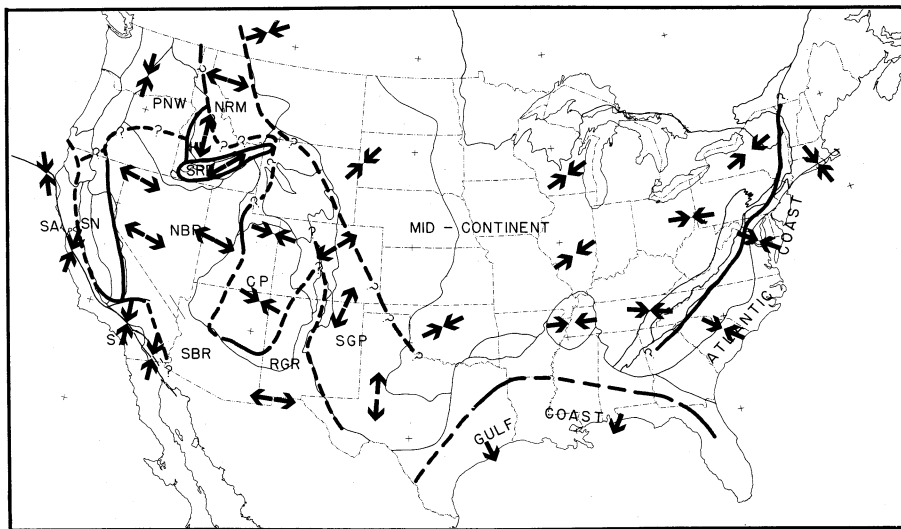 PNW
NRM
SRP
SA
SN
NBR
MID – CONTINENT
CP
ATLANTIC COAST
SBR
SGP
RGR
GULF COAST